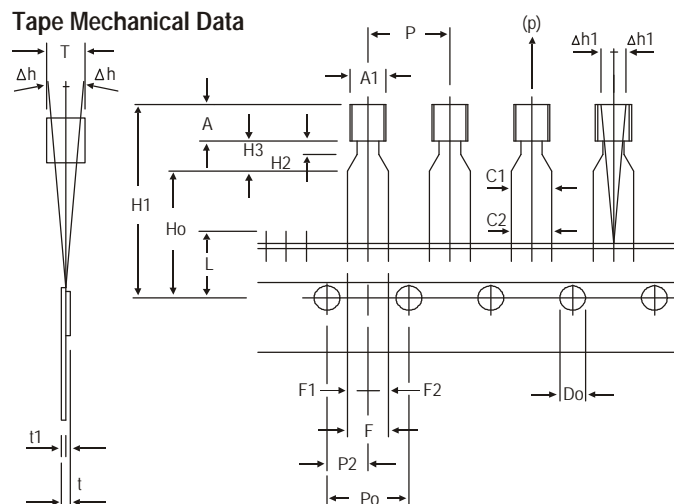 Tape Mechanical Data
T
P
(p)
Δh
Δh
A1
Δh1
Δh1
A
H3
H2
C1
H1
Ho
C2
L
F1
F2
Do
F
t1
P2
t
Po